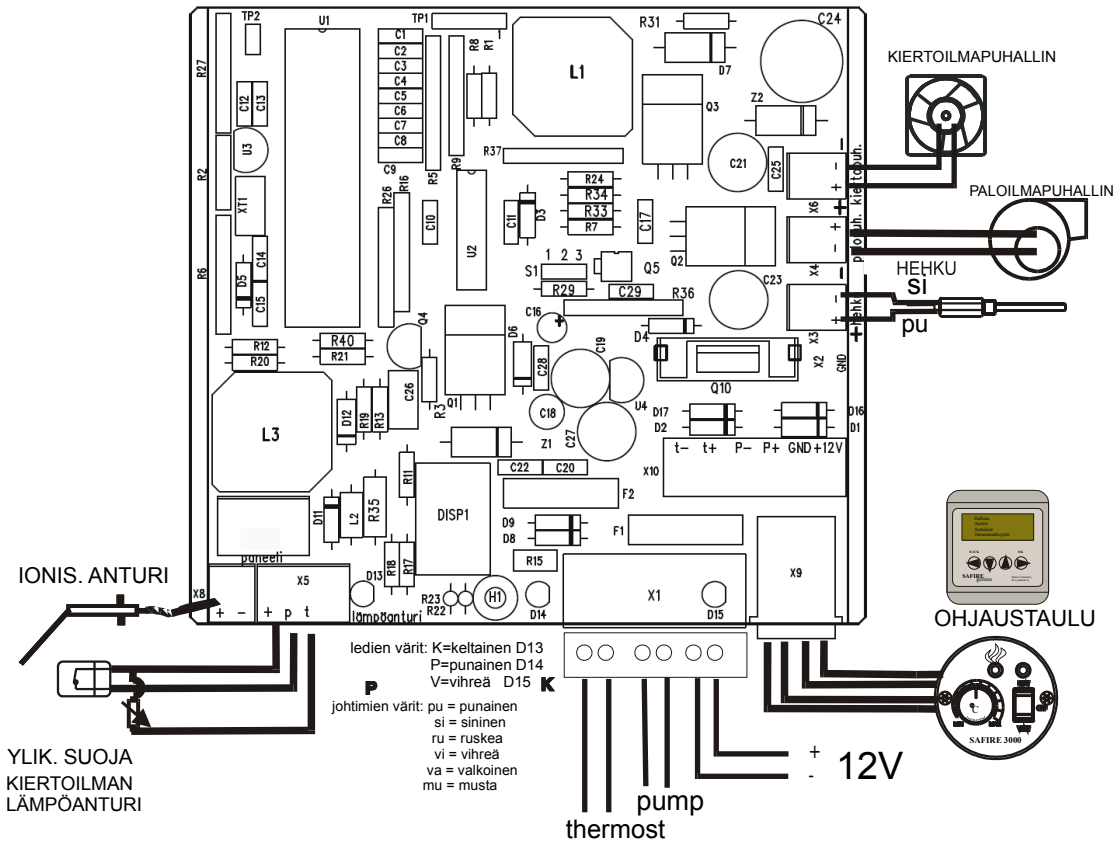 TP2
U1
TP1
1
R31
C24
R27
C12
C13
U3
R2
XT1
R6
D5
C14
C15
C1
C2
C3
C4
C5
C6
C7
C8
C9
R8
R1
R5
R9
R26
R16
C10
U2
L1
D7
Q3
Z2
C21
C25
R37
R24
R34
R33
R7
C11
D3
C17
Q2
1 2 3
S1
Q5
R29
C29
R36
C23
C16
D4
D6
C28
C19
U4
C18
C27
Z1
Q10
Q4
R3
Q1
R12
R20
R40
R21
C26
L3
D12
R19
R13
R11
C22
C20
F2
F1
D17
D2
D16
D1
t- t+ P- P+ GND +12V
X10
DISP1
D9
D8
R15
D11
L2
R35
R18
R17
R23
R22
H1
D13
D14
D15
X1
X9
X8
X5
paneeli
+ - + p t
lämpöanturi
- kiertopuh. +
- +
X6
+ -
X4
-
- +
X3
+ hehku
X2
GND
KIERTOILMAPUHALLIN
PALOILMAPUHALLIN
HEHKU
si
pu
IONIS. ANTURI
YLIK. SUOJA
KIERTOILMAN
LÄMPÖANTURI
ledien värit: K=keltainen D13
P=punainen D14
V=vihreä D15
P
K
johtimien värit: pu = punainen
si = sininen
ru = ruskea
vi = vihreä
va = valkoinen
mu = musta
thermost
pump
+
-
12V
BACK
OK
SAFIRE
OHJAUSTAULU
°C
SAFIRE 3000